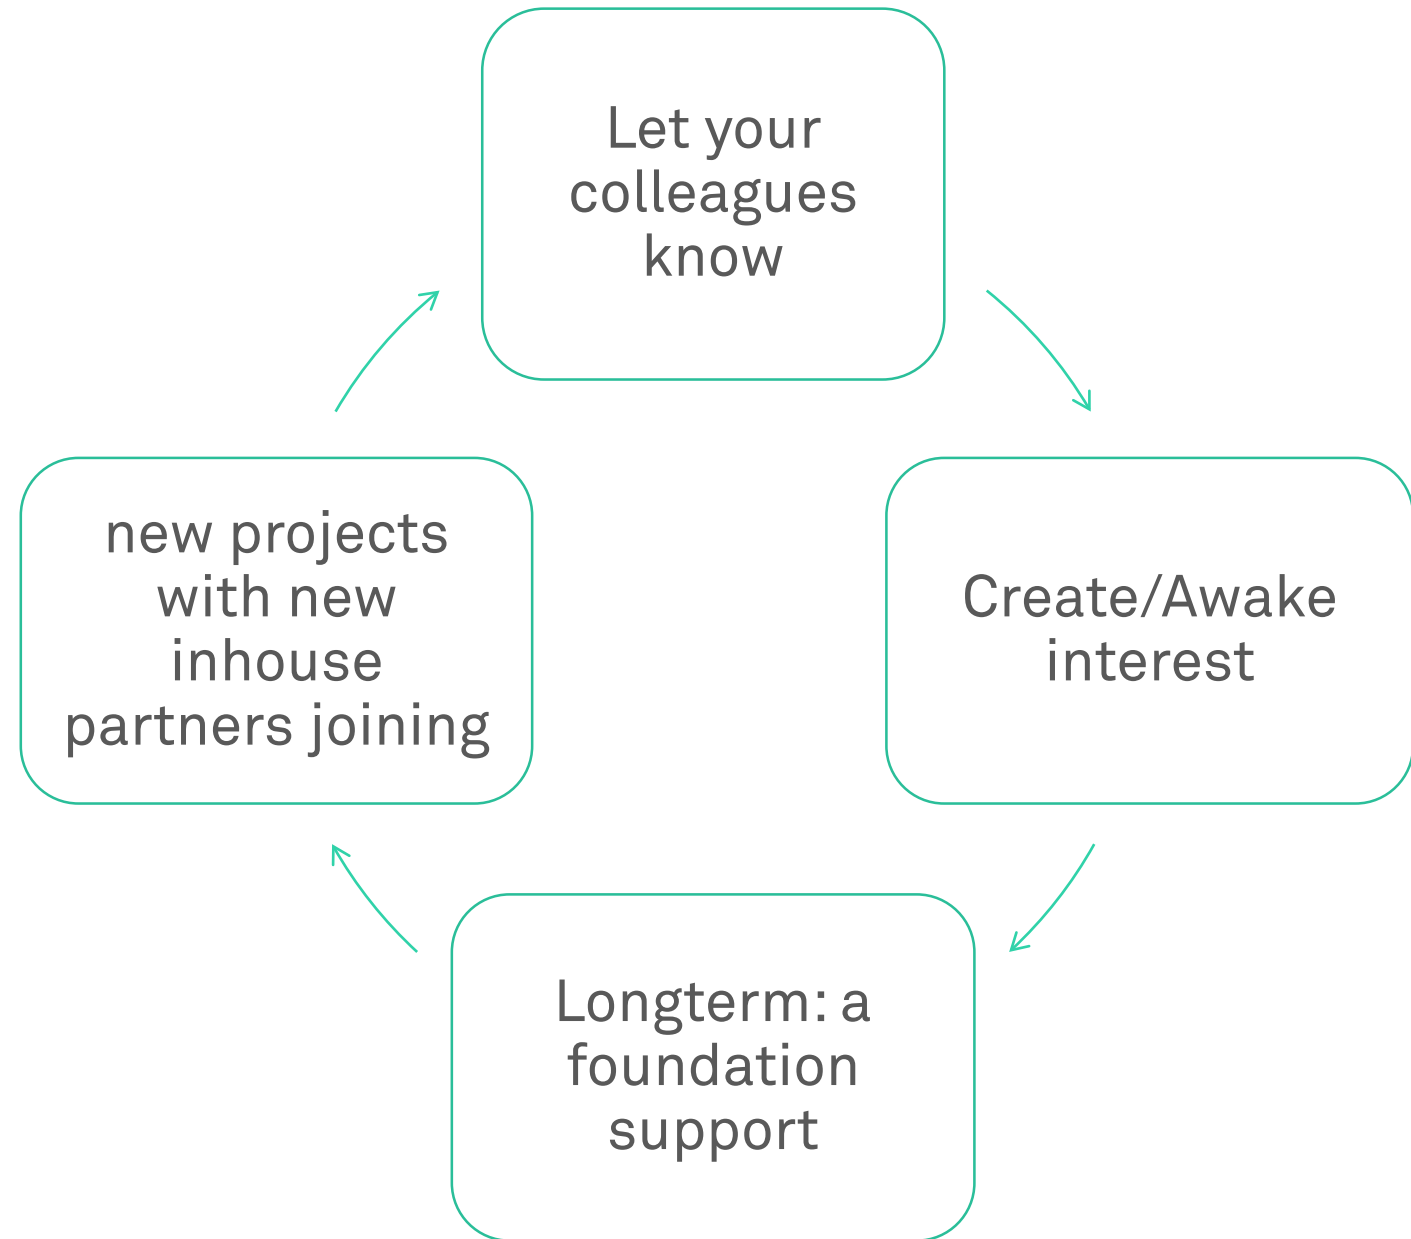 Let your
colleagues
know
Create/Awake
interest
Longterm: a
foundation
support
new projects
with new
inhouse
partners joining